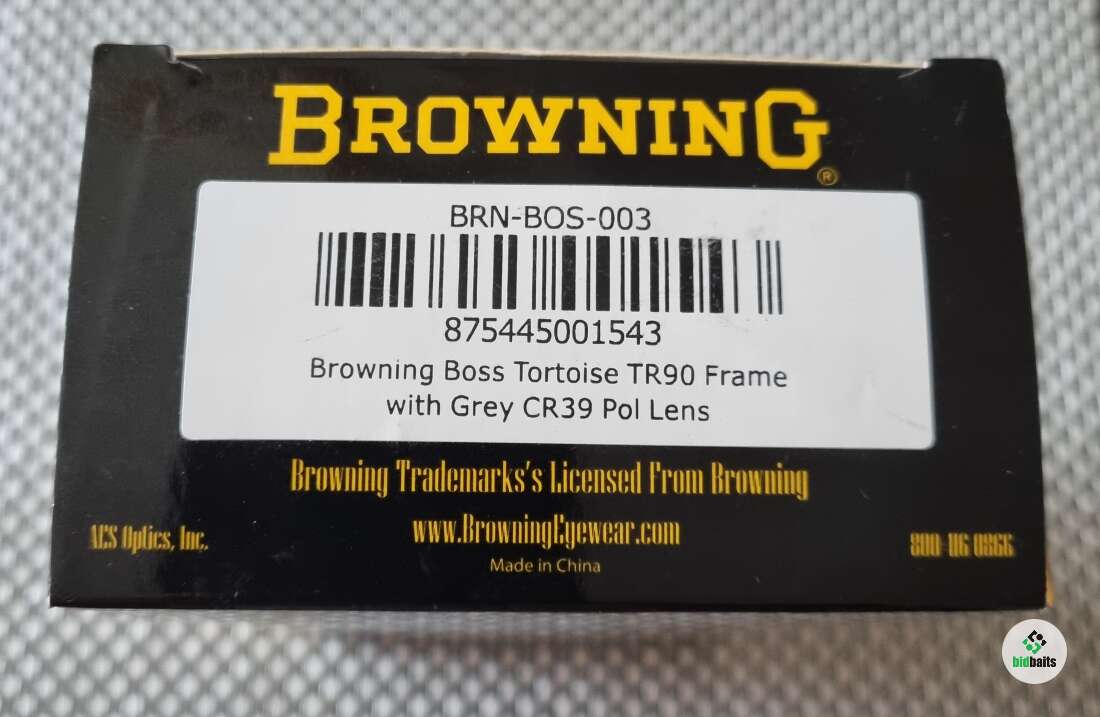 BROWNING®
BRN-BOS-003
875445001543
Browning Boss Tortoise TR90 Frame
with Grey CR39 Pol Lens
Browning Trademarks's Licensed From Browning
www.BrowningEyewear.com
Optics, Inc.
Made in China
bidbaits